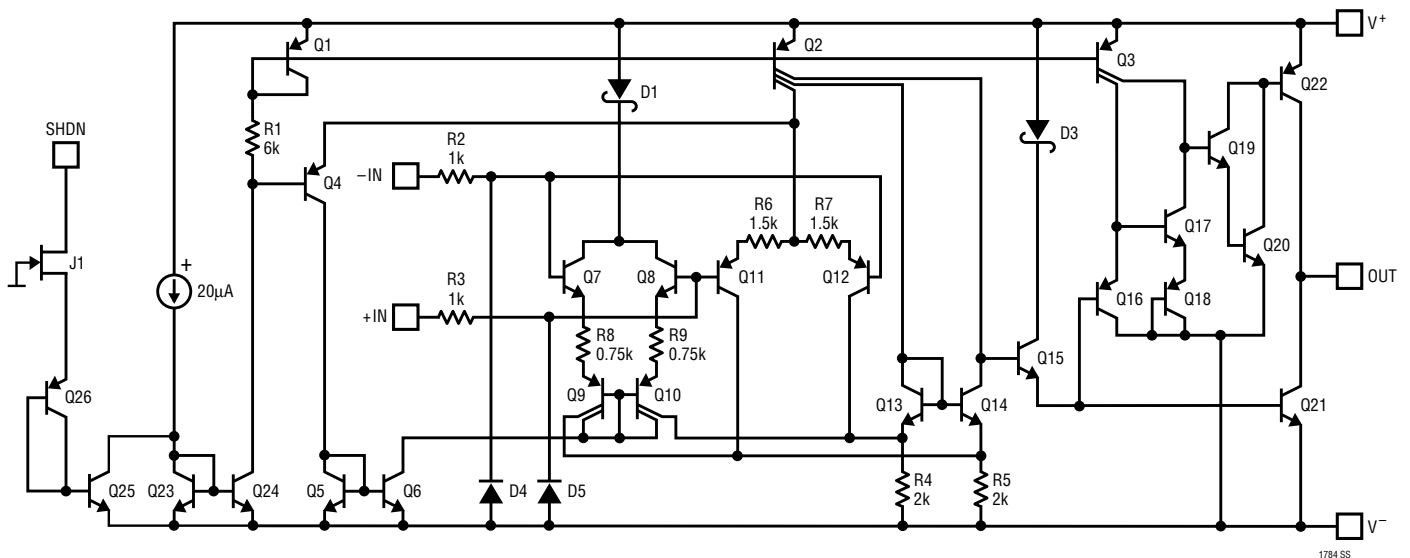 V+
Q1
Q2
Q3
Q22
D1
D3
SHDN
R1
6k
R2
1k
−IN
Q4
Q19
R6
1.5k
R7
1.5k
Q17
Q20
J1
+
20µA
R3
1k
+IN
Q7
Q8
Q11
Q12
Q16
Q18
OUT
R8
0.75k
R9
0.75k
Q15
Q26
Q9
Q10
Q13
Q14
Q21
Q25
Q23
Q24
Q5
Q6
D4
D5
R4
2k
R5
2k
V−
1784 SS